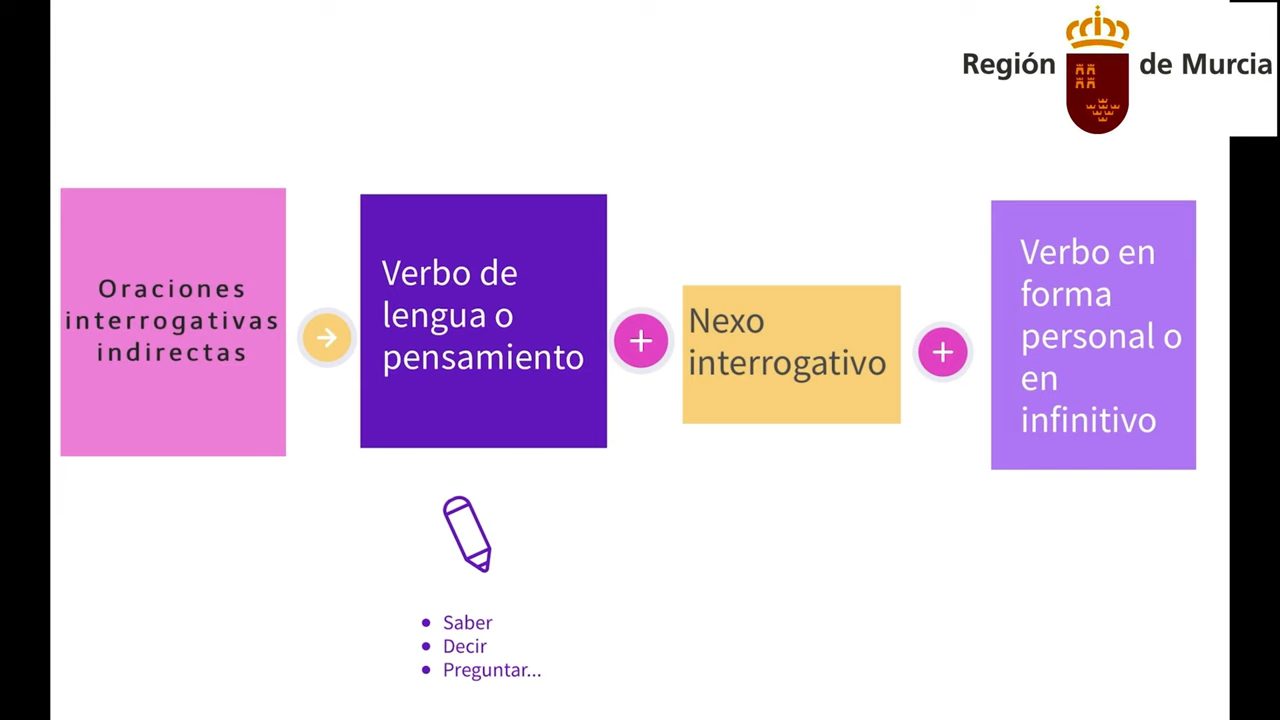 Región de Murcia
Oraciones
interrogativas
indirectas
Verbo de
lengua o
pensamiento
Nexo
interrogativo
Verbo en
forma
personal o
en
infinitivo
Saber
Decir
Preguntar...